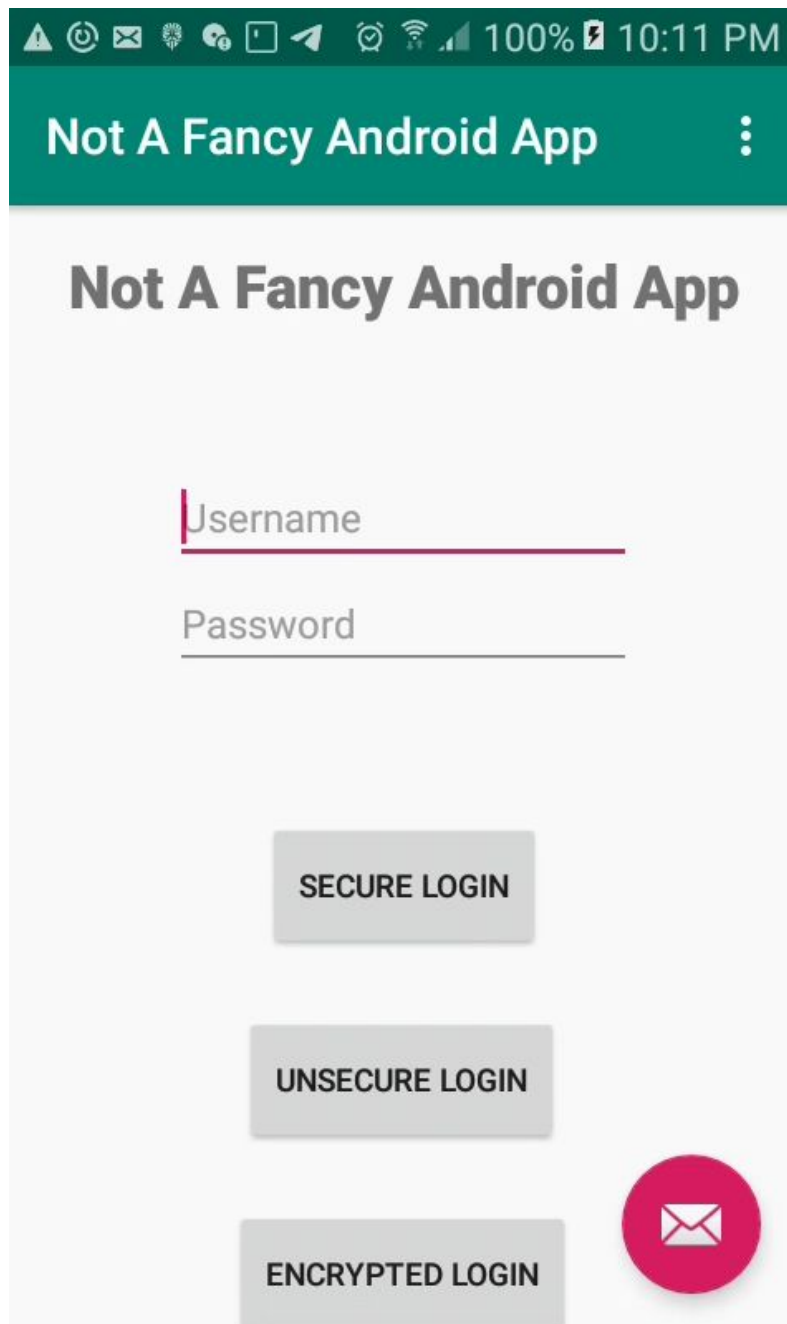 100% 10:11 PM
Not A Fancy Android App
Not A Fancy Android App
Username
Password
SECURE LOGIN
UNSECURE LOGIN
ENCRYPTED LOGIN